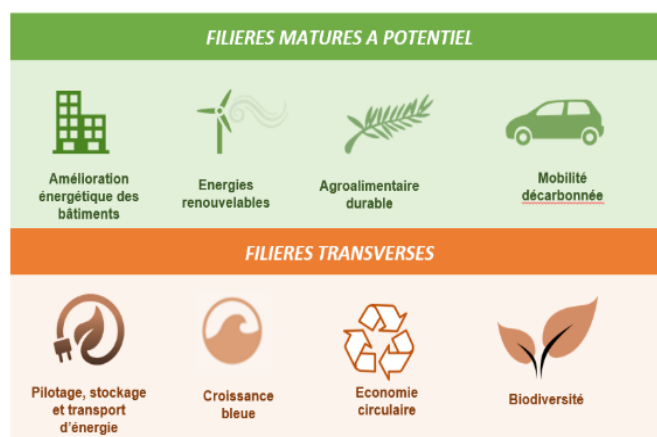 FILIERES MATURES A POTENTIEL
Amélioration
énergétique des
bâtiments
Energies
renouvelables
Agroalimentaire
durable
Mobilité
décarbonnée
FILIERES TRANSVERSES
Pilotage, stockage
et transport
d'énergie
Croissance
bleue
Economie
circulaire
Biodiversité